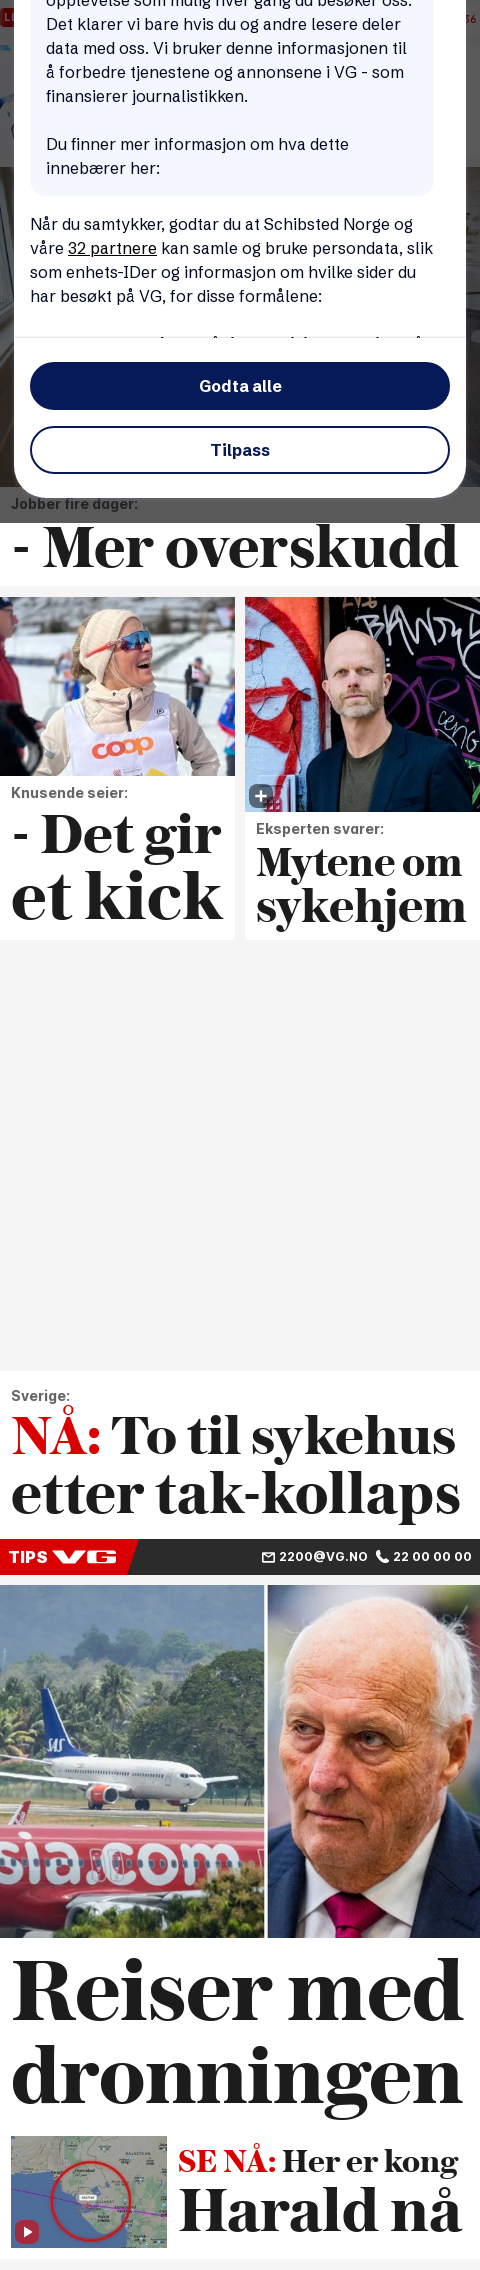 opplevelse som mulig hver gang du besøker oss.
Det klarer vi bare hvis du og andre lesere deler
data med oss. Vi bruker denne informasjonen til
å forbedre tjenestene og annonsene i VG - som
finansierer journalistikken.
Du finner mer informasjon om hva dette
innebærer her:
Når du samtykker, godtar du at Schibsted Norge og
våre 32 partnere kan samle og bruke persondata, slik
som enhets-IDer og informasjon om hvilke sider du
har besøkt på VG, for disse formålene:
Godta alle
Tilpass
Jobber fire dager:
- Mer overskudd
coop
Knusende seier:
- Det gir
et kick
Eksperten svarer:
Mytene om
sykehjem
Sverige:
NÅ: To til sykehus
etter tak-kollaps
TIPS VG 2200@VG.NO 22 00 00 00
SAS
sia.com
Reiser med
dronningen
SE NÅ: Her er kong
Harald nå